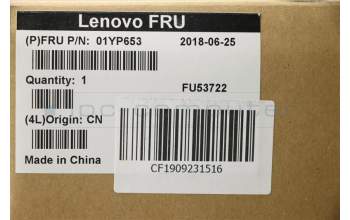 Lenovo FRU
(P)FRU P/N: 01YP653 2018-06-25
Quantity: 1 FU53722
(4L)Origin: CN
Made in China
CF1909231516